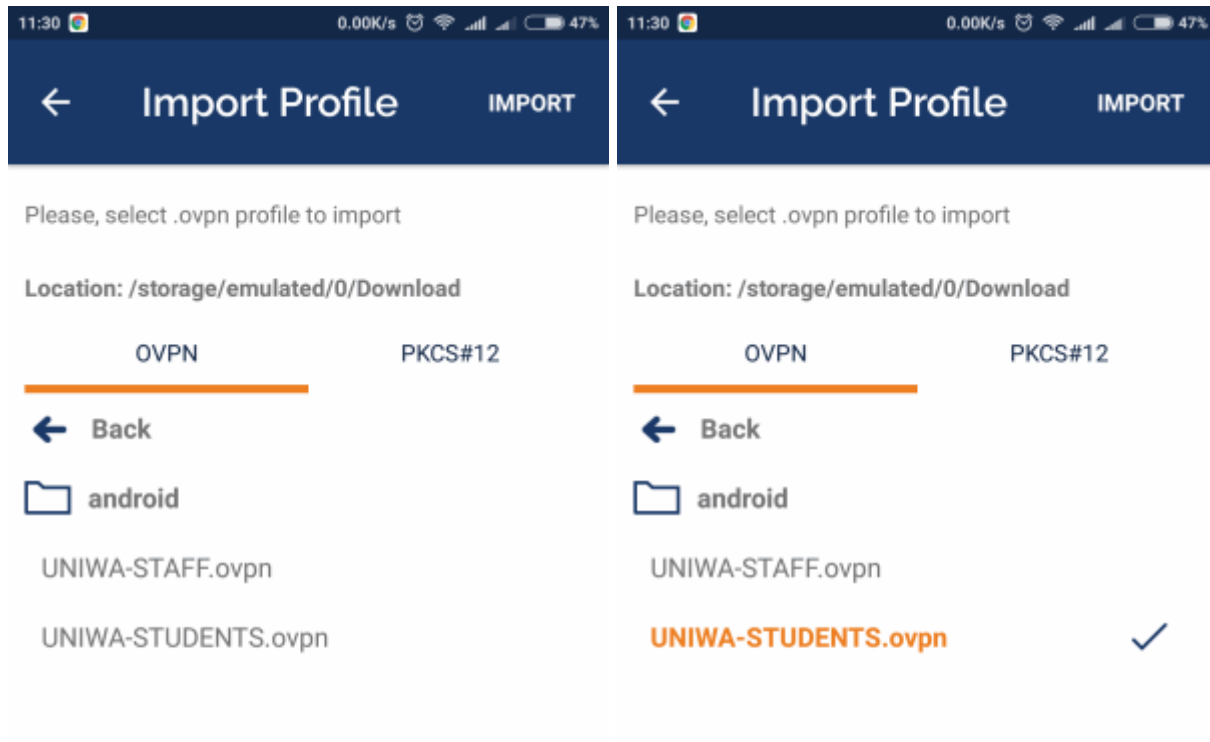 11:30 0.00K/s 47%
Import Profile IMPORT
Please, select .ovpn profile to import
Location: /storage/emulated/0/Download
OVPN PKCS#12
Back
android
UNIWA-STAFF.ovpn
UNIWA-STUDENTS.ovpn
11:30 0.00K/s 47%
Import Profile IMPORT
Please, select .ovpn profile to import
Location: /storage/emulated/0/Download
OVPN PKCS#12
Back
android
UNIWA-STAFF.ovpn
UNIWA-STUDENTS.ovpn